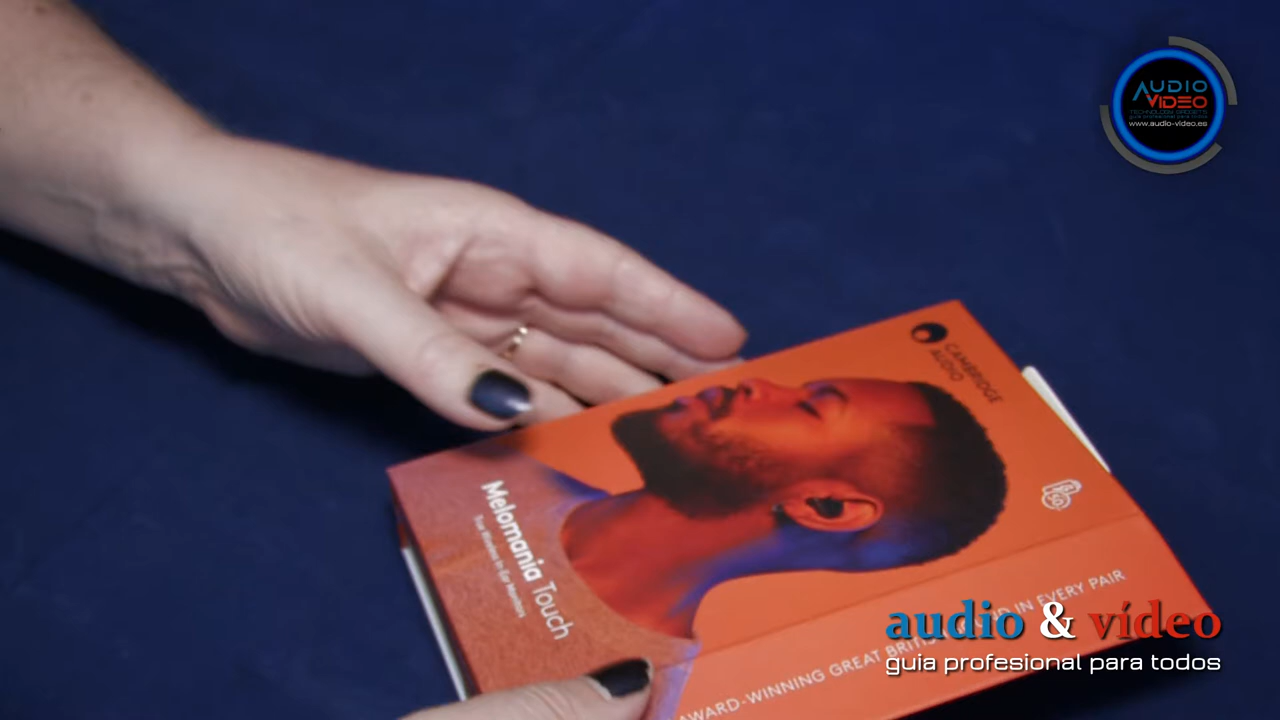 AUDIO
VIDEO
www.audio-video.es
CAMBRIDGE
AUDIO
Melomania Touch
True Wireless In-Ear Monitors
AWARD-WINNING GREAT BRITISH SOUND IN EVERY PAIR
audio & vídeo
guia profesional para todos